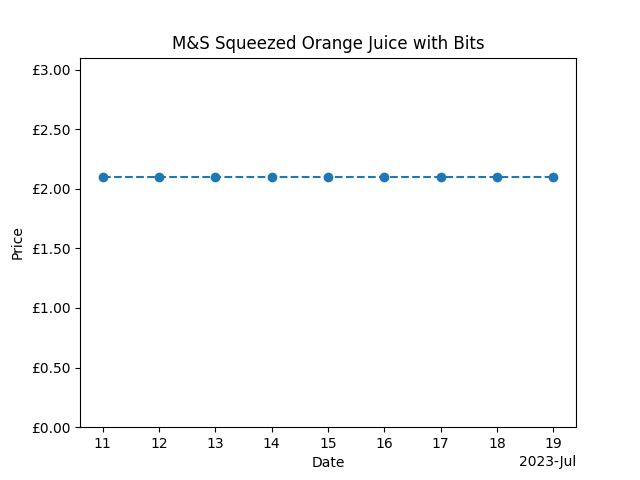 M&S Squeezed Orange Juice with Bits
£3.00
£2.50
£2.00
£1.50
£1.00
£0.50
£0.00
Price
11 12 13 14 15 16 17 18 19
Date
2023-Jul